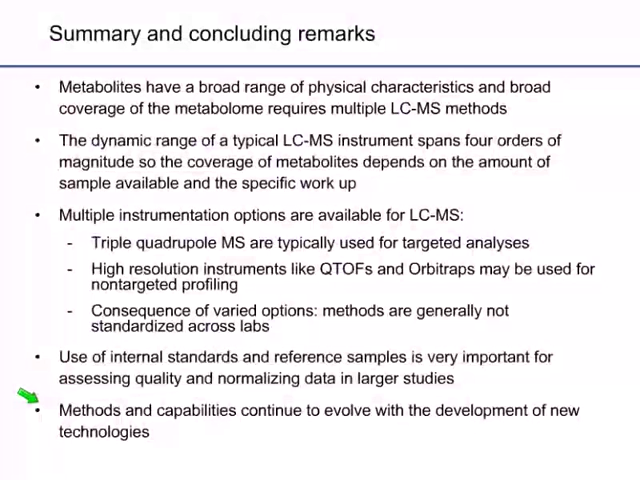 Summary and concluding remarks
• Metabolites have a broad range of physical characteristics and broad
coverage of the metabolome requires multiple LC-MS methods
• The dynamic range of a typical LC-MS instrument spans four orders of
magnitude so the coverage of metabolites depends on the amount of
sample available and the specific work up
• Multiple instrumentation options are available for LC-MS:
- Triple quadrupole MS are typically used for targeted analyses
- High resolution instruments like QTOFs and Orbitraps may be used for
nontargeted profiling
- Consequence of varied options: methods are generally not
standardized across labs
• Use of internal standards and reference samples is very important for
assessing quality and normalizing data in larger studies
• Methods and capabilities continue to evolve with the development of new
technologies